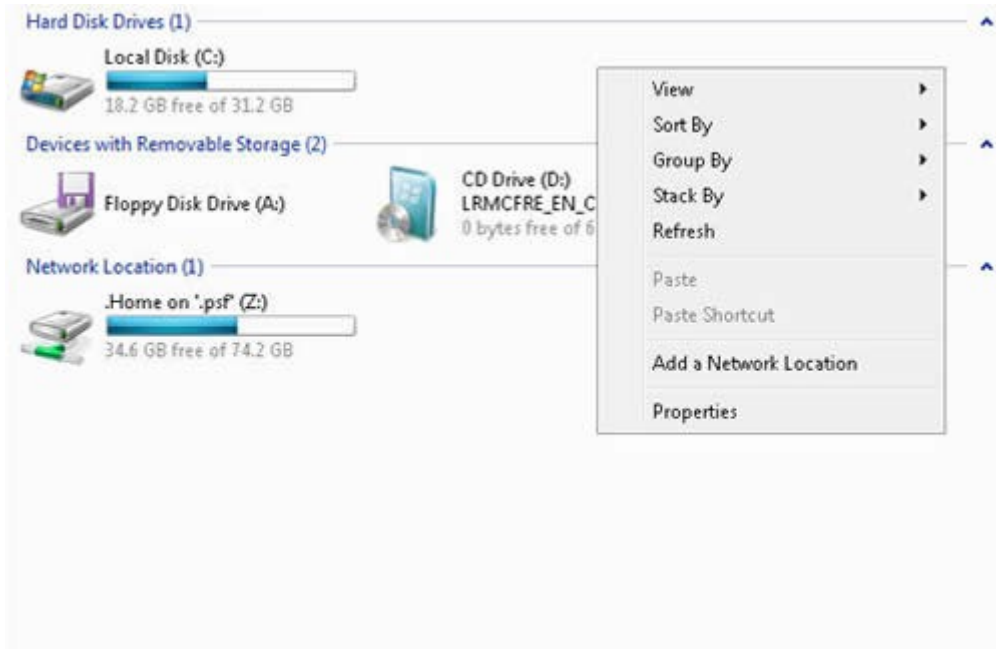 Hard Disk Drives (1)
Local Disk (C:)
18.2 GB free of 31.2 GB
Devices with Removable Storage (2)
Floppy Disk Drive (A:)
CD Drive (D:)
LRMCFRE_EN_C
0 bytes free of 6
Network Location (1)
.Home on '.psf' (Z:)
34.6 GB free of 74.2 GB
View
Sort By
Group By
Stack By
Refresh
Paste
Paste Shortcut
Add a Network Location
Properties